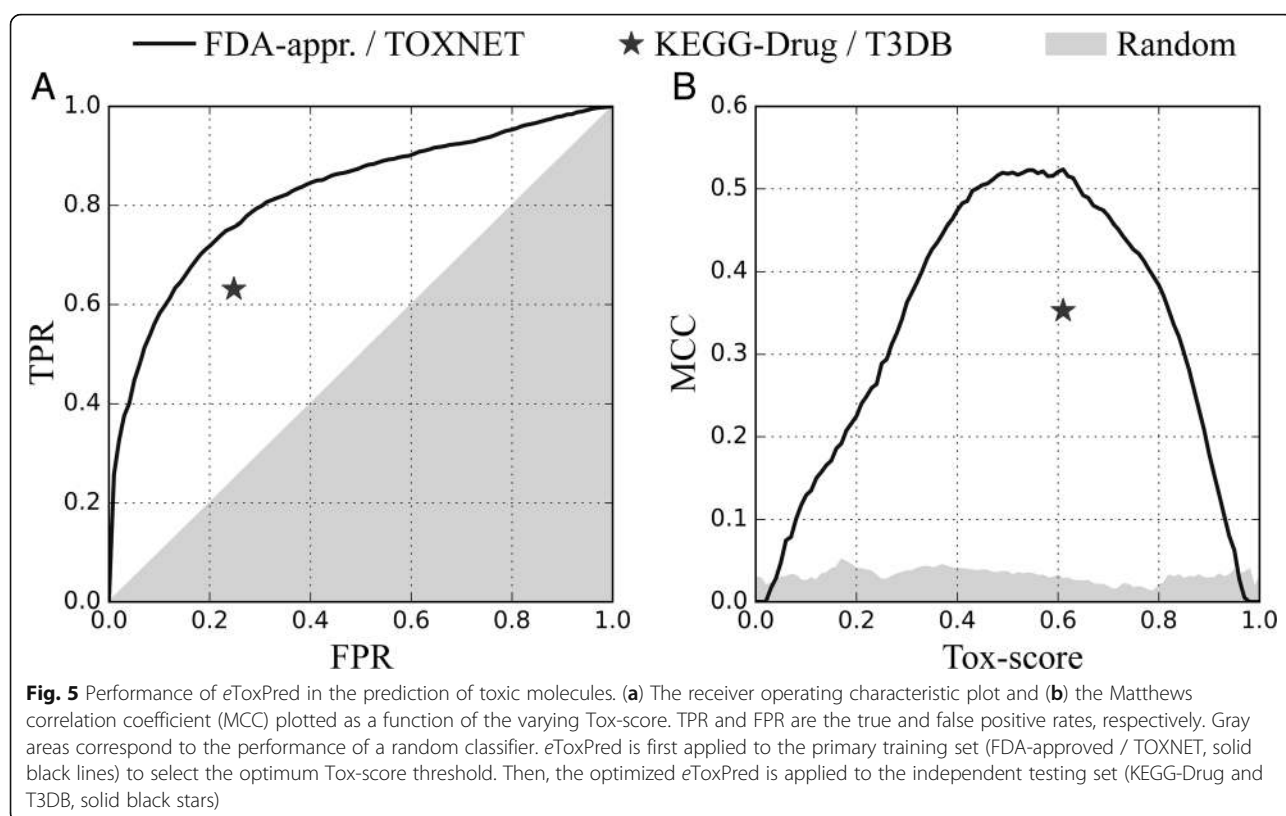 FDA-appr. / TOXNET KEGG-Drug / T3DB Random
A B
1.0
0.8
0.6
0.4
0.2
0.0
TPR
0.0 0.2 0.4 0.6 0.8 1.0
FPR
0.6
0.5
0.4
0.3
0.2
0.1
0.0
MCC
0.0 0.2 0.4 0.6 0.8 1.0
Tox-score
Fig. 5 Performance of eToxPred in the prediction of toxic molecules. (a) The receiver operating characteristic plot and (b) the Matthews
correlation coefficient (MCC) plotted as a function of the varying Tox-score. TPR and FPR are the true and false positive rates, respectively. Gray
areas correspond to the performance of a random classifier. eToxPred is first applied to the primary training set (FDA-approved / TOXNET, solid
black lines) to select the optimum Tox-score threshold. Then, the optimized eToxPred is applied to the independent testing set (KEGG-Drug and
T3DB, solid black stars)